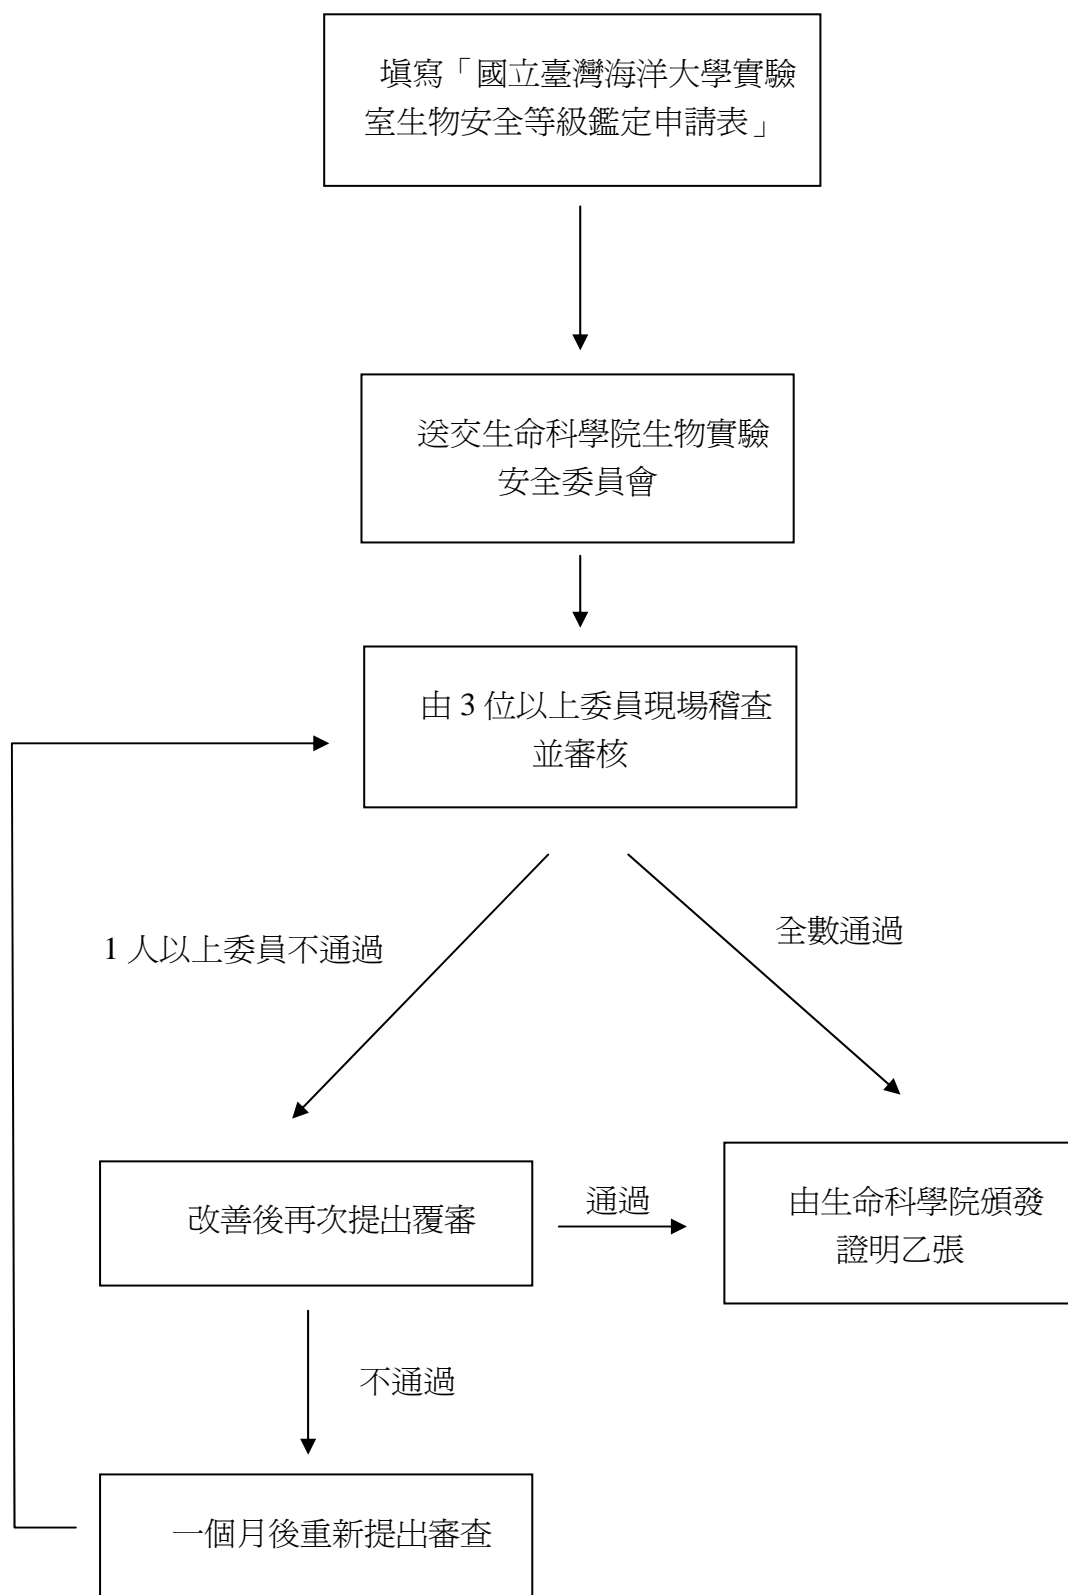 填寫「國立臺灣海洋大學實驗
室生物安全等級鑑定申請表」
送交生命科學院生物實驗
安全委員會
由 3 位以上委員現場稽查
並審核
1 人以上委員不通過
全數通過
改善後再次提出覆審
通過
由生命科學院頒發
證明乙張
不通過
一個月後重新提出審查